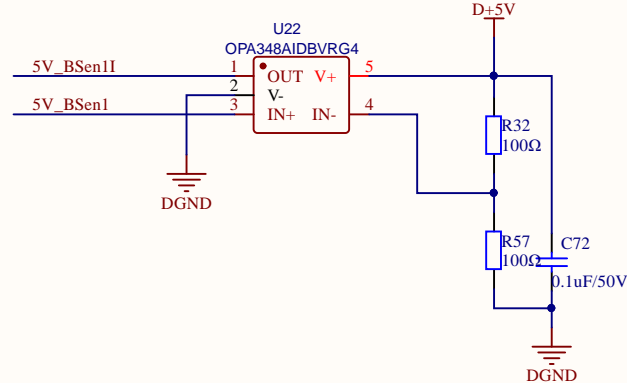 D+5V
U22
OPA348AIDBVRG4
5V_BSen1I
1
OUT
V+
5
2
V-
5V_BSen1
3
IN+
IN-
4
R32
100Ω
DGND
R57
100Ω
C72
0.1uF/50V
DGND